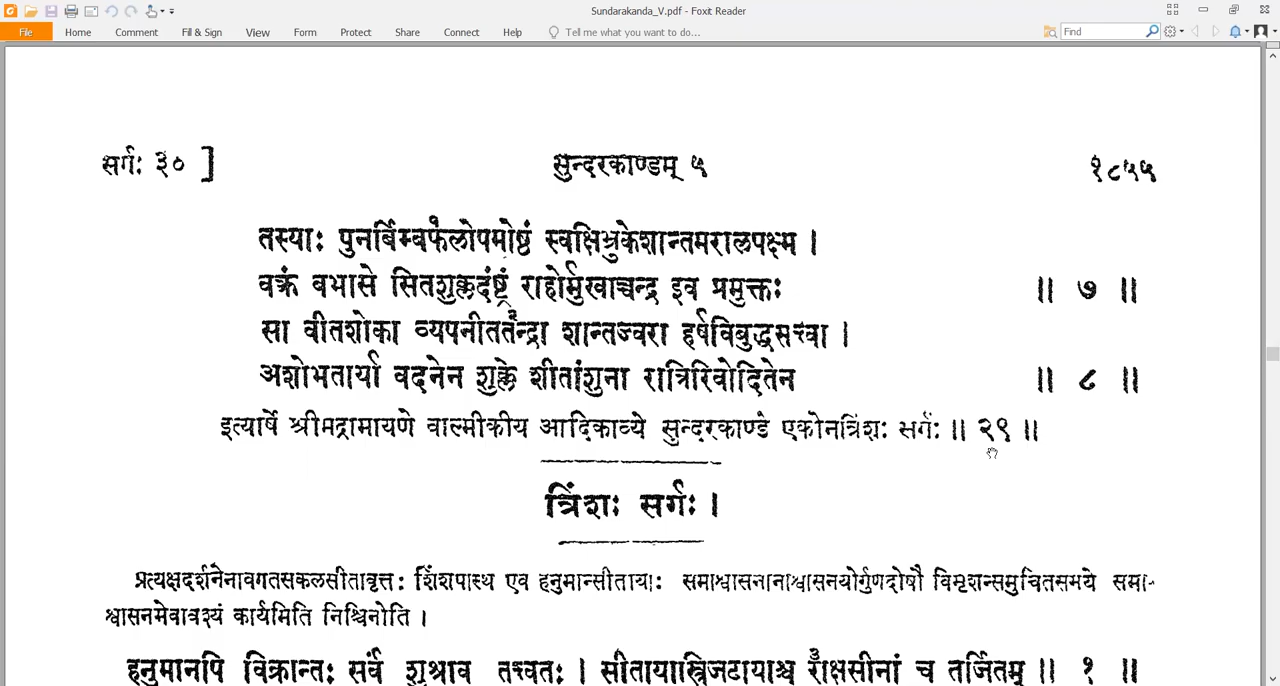 Sundarakanda_V.pdf - Foxit Reader
File Home Comment Fill & Sign View Form Protect Share Connect Help Tell me what you want to do... Find
सर्गः ३० ] सुन्दरकाण्डम् ५ १८५५
तस्याः पुनर्बिम्बफलोपमोष्ठं स्वक्षिभ्रुकेशान्तमरालपक्ष्म ।
वक्त्रं बभासे सितशुक्लदंष्ट्रं राहोर्मुखाच्चन्द्र इव प्रमुक्तः ॥ ७ ॥
सा वीतशोका व्यपनीततन्द्रा शान्तज्वरा हर्षविबुद्धसत्त्वा ।
अशोभतार्या वदनेन शुक्ले शीतांशुना रात्रिरिवोदितेन ॥ ८ ॥
इत्यार्षे श्रीमद्रामायणे वाल्मीकीय आदिकाव्ये सुन्दरकाण्डे एकोनत्रिंशः सर्गः ॥ २९ ॥
त्रिंशः सर्गः ।
प्रत्यक्षदर्शनेनावगतसकलसीतावृत्तः शिंशपास्थ एव हनुमान्सीतायाः समाश्वासनानाश्वासनयोर्गुणदोषौ विमृशन्समुचितसमये समा-
श्वासनमेवावश्यं कार्यमिति निश्चिनोति ।
हनुमानपि विक्रान्तः सर्वं शुश्राव तत्त्वतः । सीतायास्त्रिजटायाश्च राक्षसीनां च तर्जितम् ॥ १ ॥